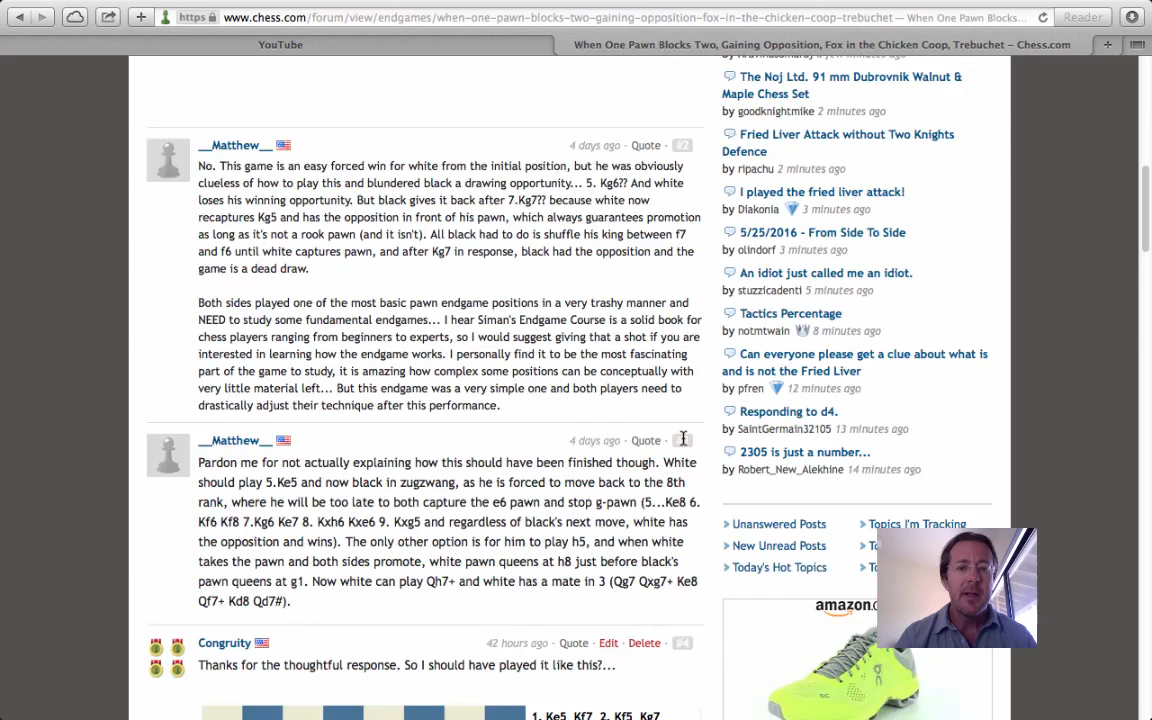 https www.chess.com/forum/view/endgames/when-one-pawn-blocks-two-gaining-opposition-fox-in-the-chicken-coop-trebuchet — When One Pawn Blocks... Reader
YouTube
When One Pawn Blocks Two, Gaining Opposition, Fox in the Chicken Coop, Trebuchet – Chess.com
__Matthew__ 4 days ago · Quote · #2
No. This game is an easy forced win for white from the initial position, but he was obviously
clueless of how to play this and blundered black a drawing opportunity... 5. Kg6?? And white
loses his winning opportunity. But black gives it back after 7.Kg7?? because white now
recaptures Kg5 and has the opposition in front of his pawn, which always guarantees promotion
as long as it's not a rook pawn (and it isn't). All black had to do is shuffle his king between f7
and f6 until white captures pawn, and after Kg7 in response, black had the opposition and the
game is a dead draw.
Both sides played one of the most basic pawn endgame positions in a very trashy manner and
NEED to study some fundamental endgames... I hear Siman's Endgame Course is a solid book for
chess players ranging from beginners to experts, so I would suggest giving that a shot if you are
interested in learning how the endgame works. I personally find it to be the most fascinating
part of the game to study, it is amazing how complex some positions can be conceptually with
very little material left... But this endgame was a very simple one and both players need to
drastically adjust their technique after this performance.
__Matthew__ 4 days ago · Quote ·
Pardon me for not actually explaining how this should have been finished though. White
should play 5.Ke5 and now black in zugzwang, as he is forced to move back to the 8th
rank, where he will be too late to both capture the e6 pawn and stop g-pawn (5...Ke8 6.
Kf6 Kf8 7.Kg6 Ke7 8. Kxh6 Kxe6 9. Kxg5 and regardless of black's next move, white has
the opposition and wins). The only other option is for him to play h5, and when white
takes the pawn and both sides promote, white pawn queens at h8 just before black's
pawn queens at g1. Now white can play Qh7+ and white has a mate in 3 (Qg7 Qxg7+ Ke8
Qf7+ Kd8 Qd7#).
Congruity 42 hours ago · Quote · Edit · Delete · #4
Thanks for the thoughtful response. So I should have played it like this?...
1. Ke5 Kf7 2. Kf5 Kg7
The Noj Ltd. 91 mm Dubrovnik Walnut &
Maple Chess Set
by goodknightmike 2 minutes ago
Fried Liver Attack without Two Knights
Defence
by ripachu 2 minutes ago
I played the fried liver attack!
by Diakonia 3 minutes ago
5/25/2016 - From Side To Side
by olindorf 3 minutes ago
An idiot just called me an idiot.
by stuzzicadenti 5 minutes ago
Tactics Percentage
by notmtwain 8 minutes ago
Can everyone please get a clue about what is
and is not the Fried Liver
by pfren 12 minutes ago
Responding to d4.
by SaintGermain32105 13 minutes ago
2305 is just a number...
by Robert_New_Alekhine 14 minutes ago
Unanswered Posts Topics I'm Tracking
New Unread Posts
Today's Hot Topics
amazon.c